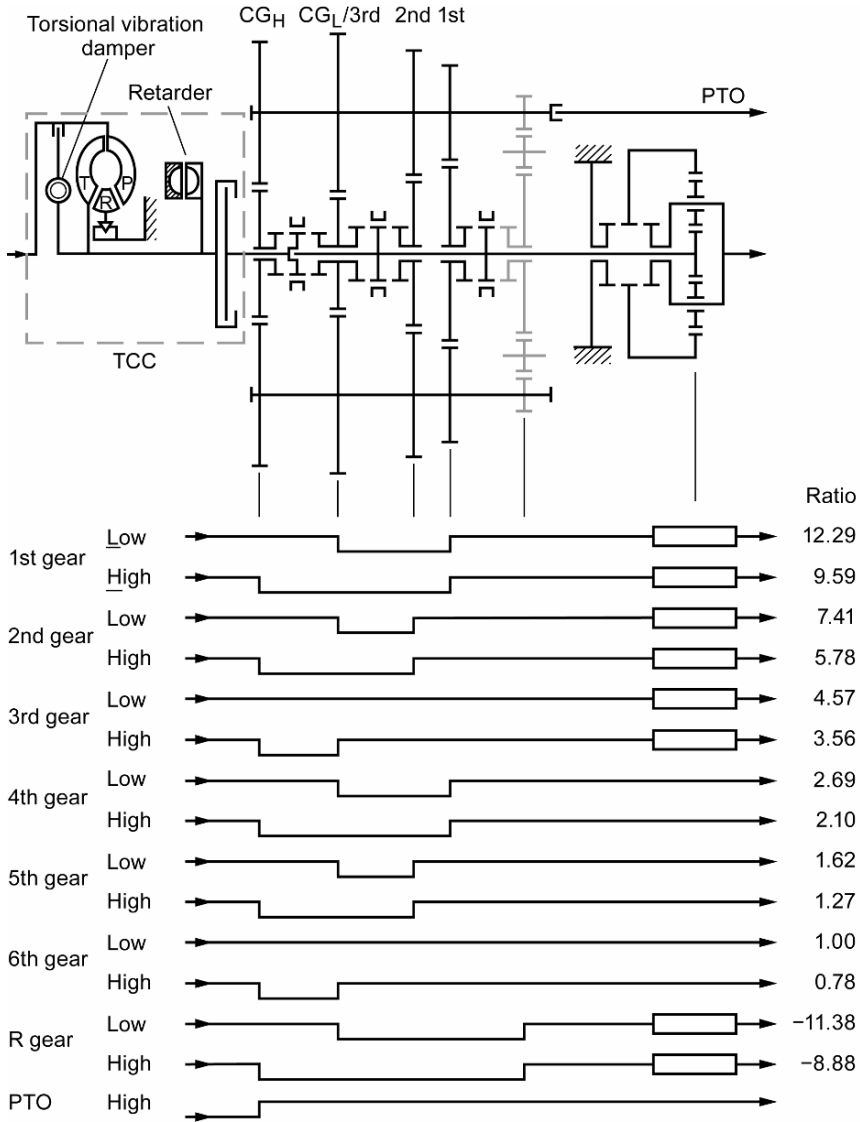 CGH CGL/3rd 2nd 1st
Torsional vibration
damper
Retarder
PTO
T P
R
TCC
Ratio
1st gear Low 12.29
High 9.59
2nd gear Low 7.41
High 5.78
3rd gear Low 4.57
High 3.56
4th gear Low 2.69
High 2.10
5th gear Low 1.62
High 1.27
6th gear Low 1.00
High 0.78
R gear Low −11.38
High −8.88
PTO High